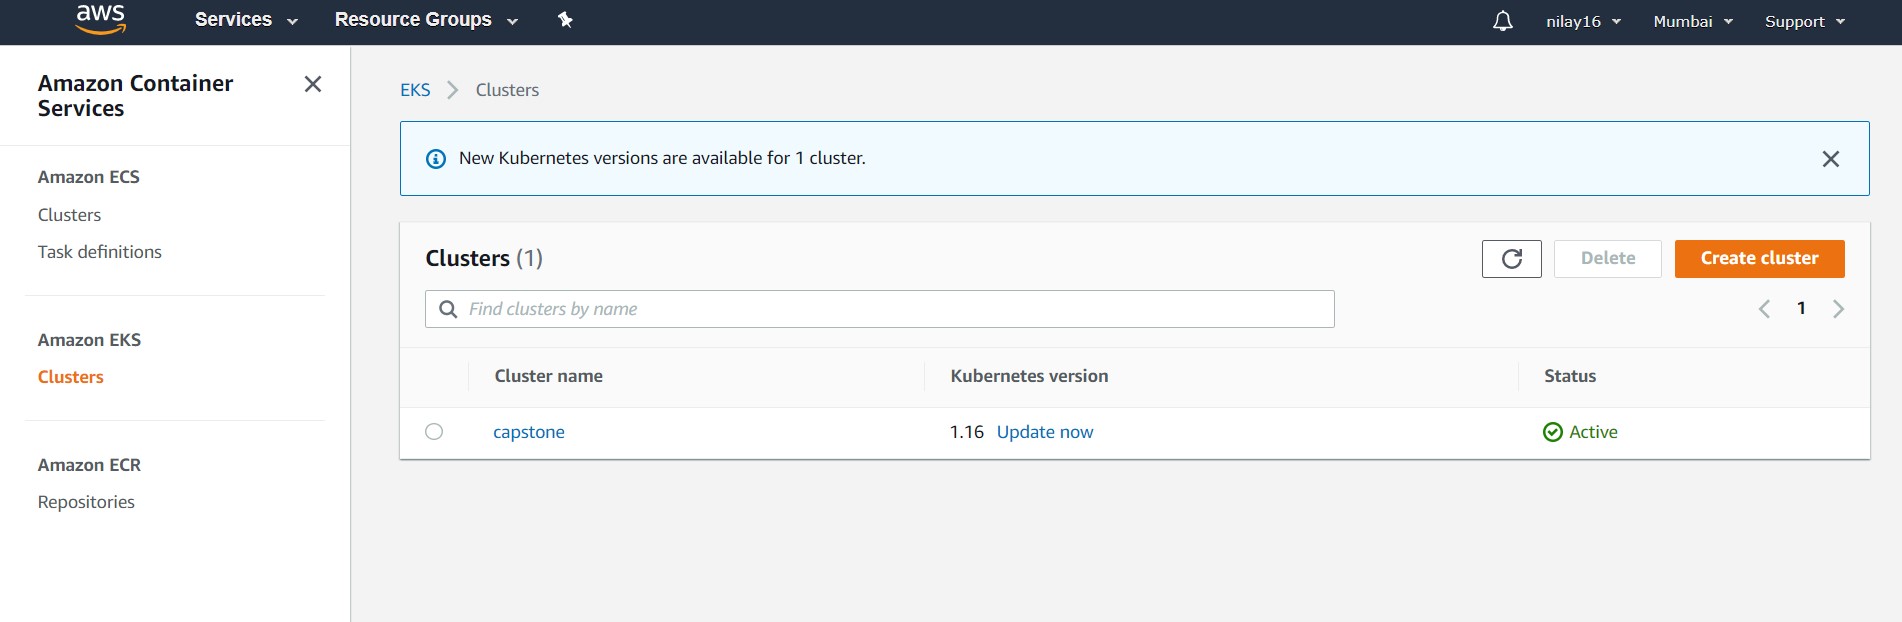 aws Services Resource Groups nilay16 Mumbai Support
Amazon Container
Services
Amazon ECS
Clusters
Task definitions
Amazon EKS
Clusters
Amazon ECR
Repositories
EKS Clusters
New Kubernetes versions are available for 1 cluster.
Clusters (1) Delete Create cluster
Find clusters by name 1
Cluster name Kubernetes version Status
capstone 1.16 Update now Active